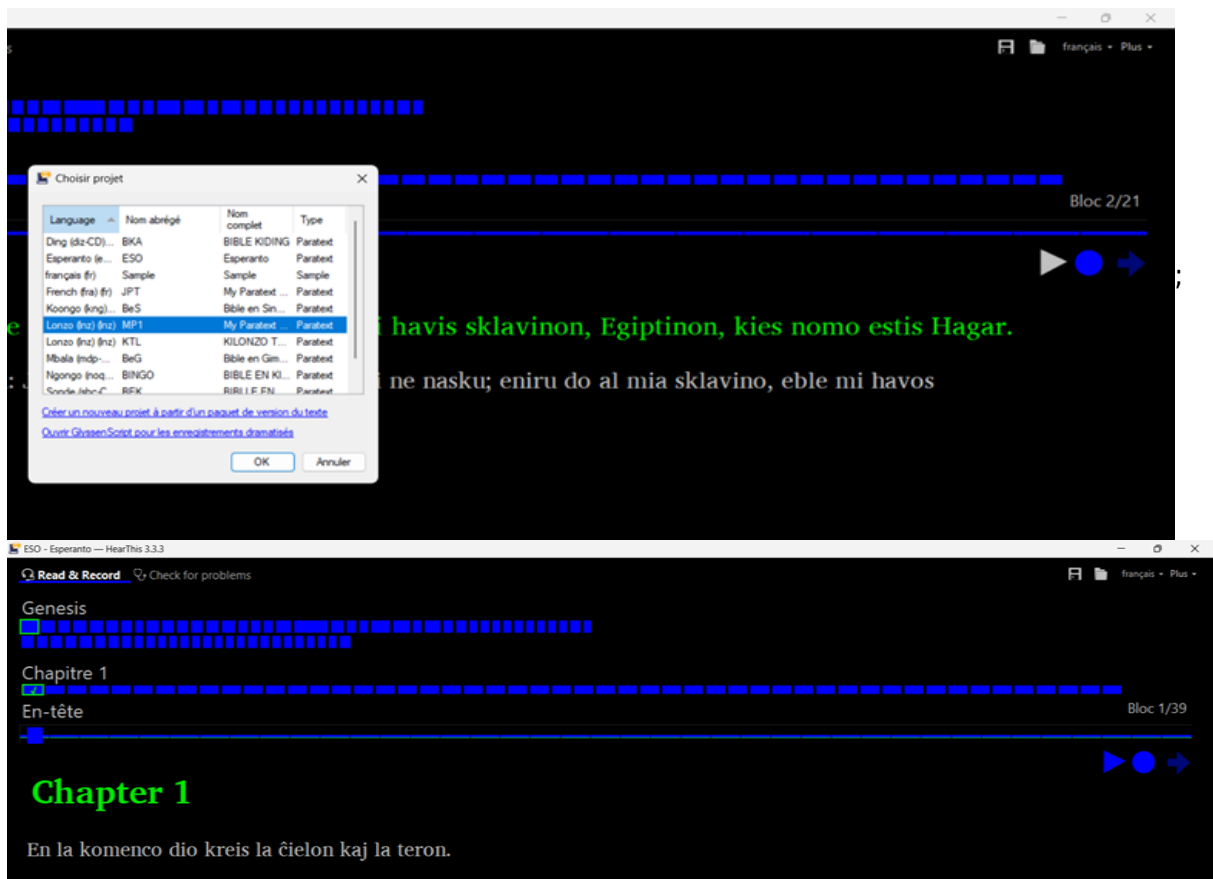 s
français Plus
Bloc 2/21
Choisir projet
Language Nom abrégé Nom complet Type
Ding (diz-CD)... BKA BIBLE KIDING Paratext
Esperanto (e... ESO Esperanto Paratext
français (fr) Sample Sample Sample
French (fra) (fr) JPT My Paratext ... Paratext
Koongo (kng)... BeS Bible en Sin... Paratext
Lonzo (lnz) (lnz) MP1 My Paratext ... Paratext
Lonzo (lnz) (lnz) KTL KILONZO T... Paratext
Mbala (mdp-... BeG Bible en Gim... Paratext
Ngongo (noq... BINGO BIBLE EN KI... Paratext
Sonde (shc-C... BEK BIBLE EN Paratext
Créer un nouveau projet à partir d'un paquet de version du texte
Ouvrir GlyssenScript pour les enregistrements dramatisés
OK Annuler
e i havis sklavinon, Egiptinon, kies nomo estis Hagar.
: J i ne nasku; eniru do al mia sklavino, eble mi havos
;
ESO - Esperanto — HearThis 3.3.3
Read & Record Check for problems français Plus
Genesis
Chapitre 1
En-tête Bloc 1/39
Chapter 1
En la komenco dio kreis la ĉielon kaj la teron.